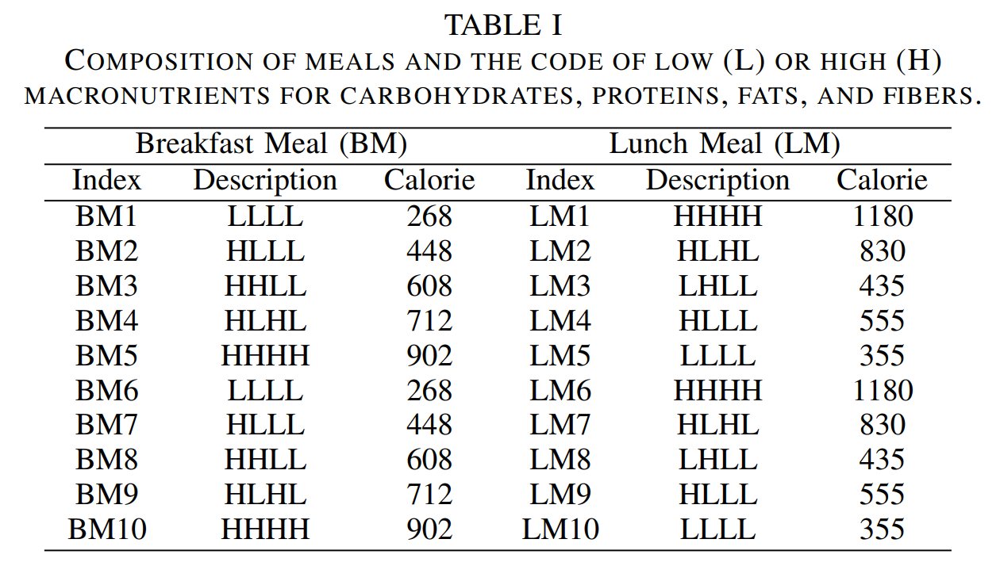 TABLE I
COMPOSITION OF MEALS AND THE CODE OF LOW (L) OR HIGH (H)
MACRONUTRIENTS FOR CARBOHYDRATES, PROTEINS, FATS, AND FIBERS.
Breakfast Meal (BM) Lunch Meal (LM)
Index Description Calorie Index Description Calorie
BM1 LLLL 268 LM1 HHHH 1180
BM2 HLLL 448 LM2 HLHL 830
BM3 HHLL 608 LM3 LHLL 435
BM4 HLHL 712 LM4 HLLL 555
BM5 HHHH 902 LM5 LLLL 355
BM6 LLLL 268 LM6 HHHH 1180
BM7 HLLL 448 LM7 HLHL 830
BM8 HHLL 608 LM8 LHLL 435
BM9 HLHL 712 LM9 HLLL 555
BM10 HHHH 902 LM10 LLLL 355